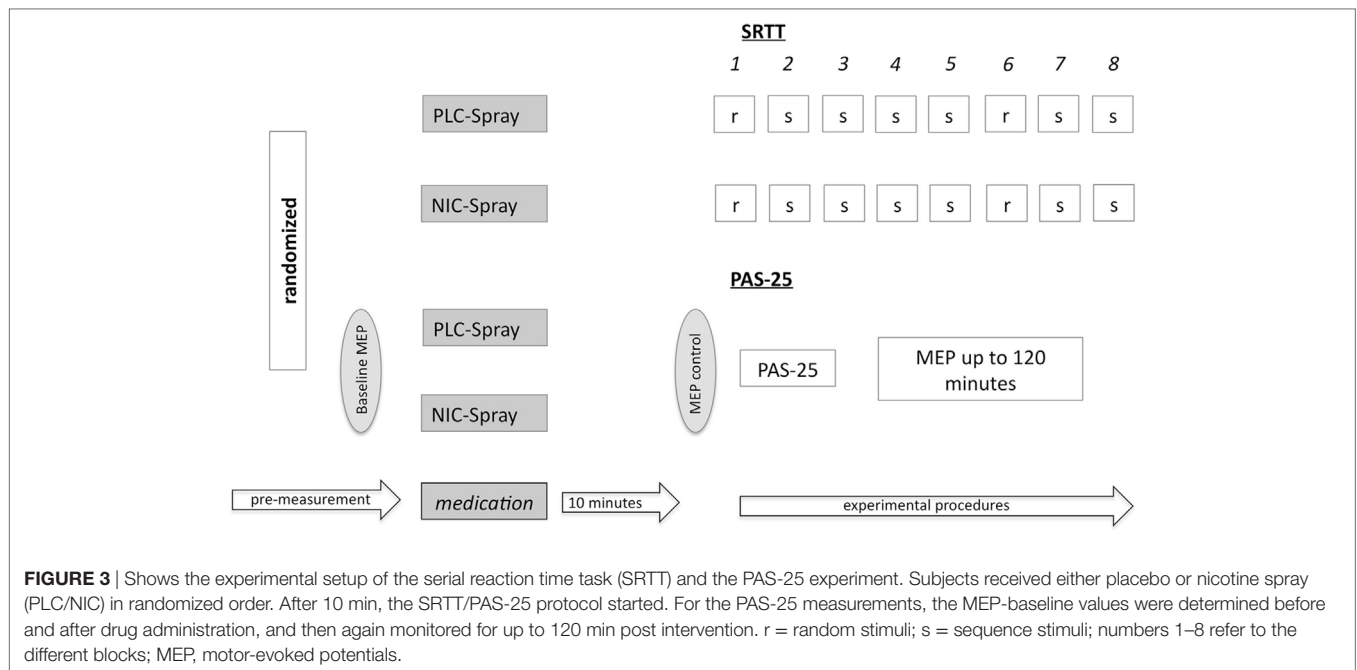 SRTT
1 2 3 4 5 6 7 8
PLC-Spray
r s s s s r s s
randomized
NIC-Spray
r s s s s r s s
PAS-25
Baseline MEP
PLC-Spray
MEP control
PAS-25
MEP up to 120
minutes
NIC-Spray
pre-measurement
medication
10 minutes
experimental procedures
FIGURE 3 | Shows the experimental setup of the serial reaction time task (SRTT) and the PAS-25 experiment. Subjects received either placebo or nicotine spray
(PLC/NIC) in randomized order. After 10 min, the SRTT/PAS-25 protocol started. For the PAS-25 measurements, the MEP-baseline values were determined before
and after drug administration, and then again monitored for up to 120 min post intervention. r = random stimuli; s = sequence stimuli; numbers 1–8 refer to the
different blocks; MEP, motor-evoked potentials.